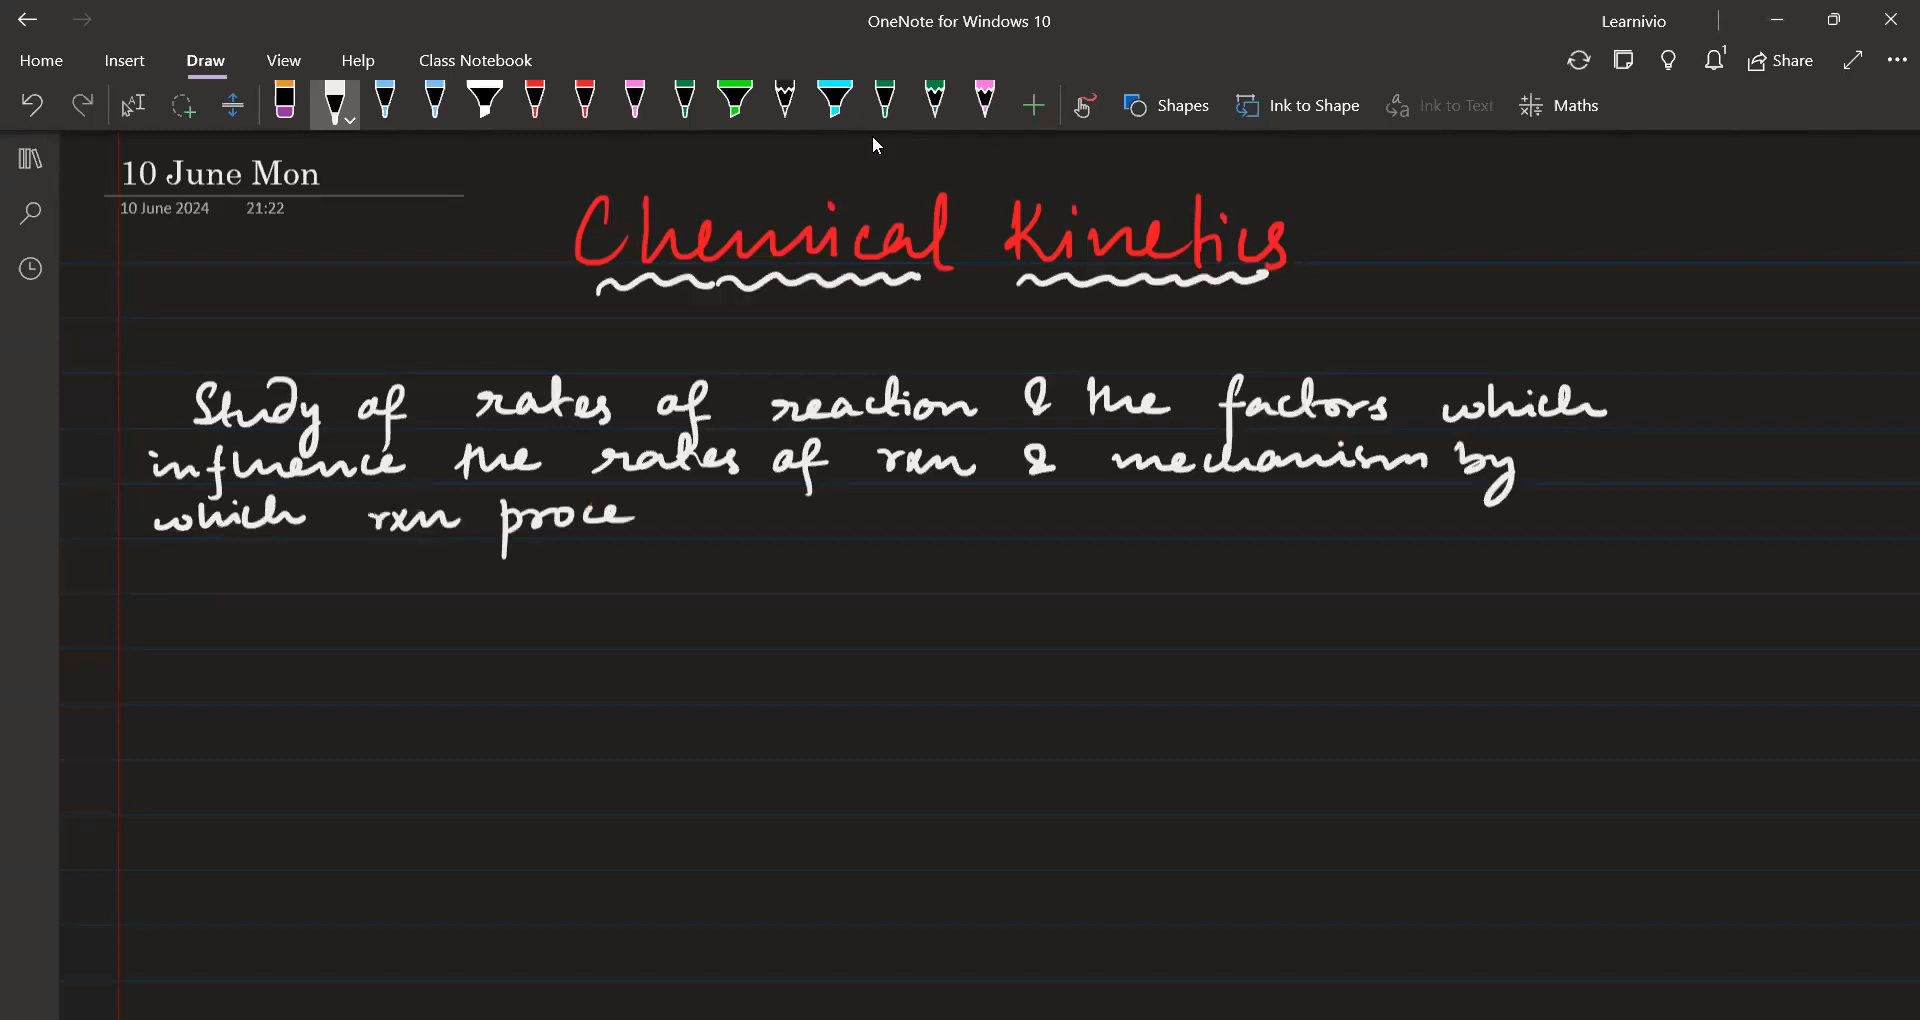 OneNote for Windows 10
Learnivio
Home Insert Draw View Help Class Notebook
1
Share
Shapes Ink to Shape Ink to Text Maths
10 June Mon
10 June 2024 21:22
Chemical Kinetics
Study of rates of reaction & the factors which
influence the rates of rxn & mechanism by
which rxn proce